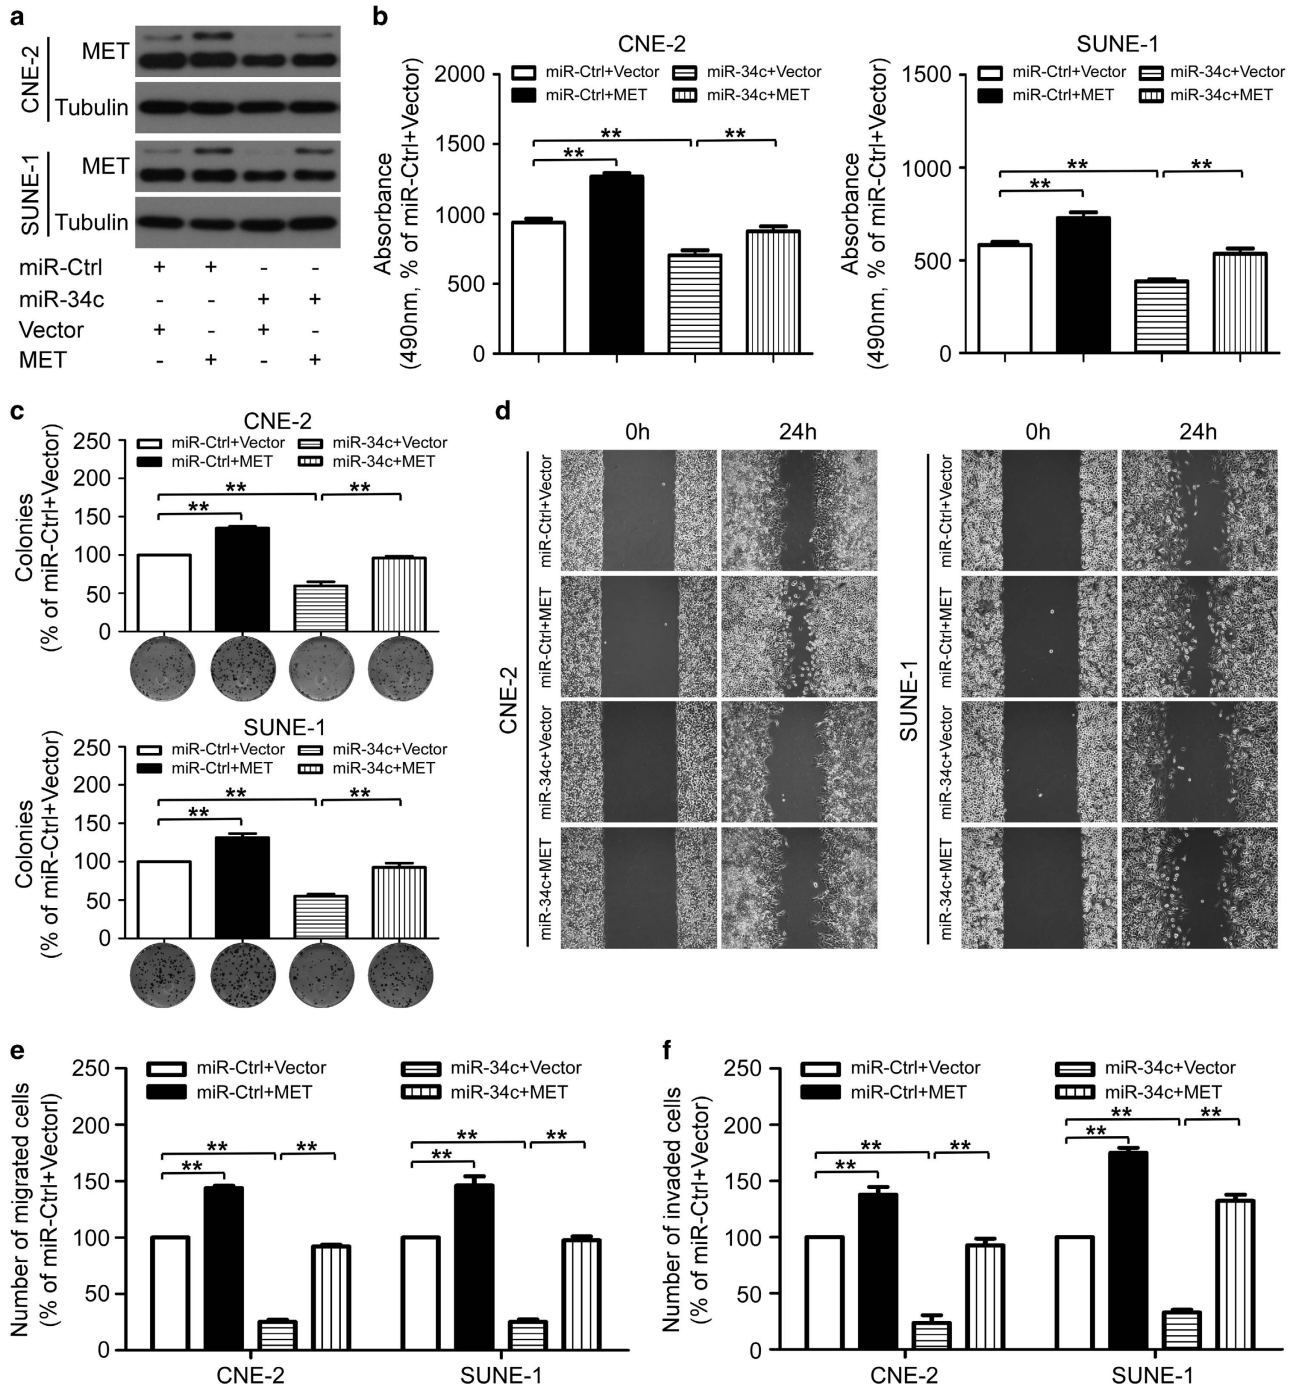 a
CNE-2
MET
Tubulin
SUNE-1
MET
Tubulin
miR-Ctrl + + - -
miR-34c - - + +
Vector + - + -
MET - + - +
b
CNE-2
miR-Ctrl+Vector miR-34c+Vector
miR-Ctrl+MET miR-34c+MET
Absorbance
(490nm, % of miR-Ctrl+Vector)
2000
1500
1000
500
0
** **
**
SUNE-1
miR-Ctrl+Vector miR-34c+Vector
miR-Ctrl+MET miR-34c+MET
Absorbance
(490nm, % of miR-Ctrl+Vector)
1500
1000
500
0
** **
**
c
CNE-2
miR-Ctrl+Vector miR-34c+Vector
miR-Ctrl+MET miR-34c+MET
Colonies
(% of miR-Ctrl+Vector)
250
200
150
100
50
0
** **
**
SUNE-1
miR-Ctrl+Vector miR-34c+Vector
miR-Ctrl+MET miR-34c+MET
Colonies
(% of miR-Ctrl+Vector)
250
200
150
100
50
0
** **
**
d
0h 24h
CNE-2
miR-Ctrl+Vector
miR-Ctrl+MET
miR-34c+Vector
miR-34c+MET
0h 24h
SUNE-1
miR-Ctrl+Vector
miR-Ctrl+MET
miR-34c+Vector
miR-34c+MET
e
miR-Ctrl+Vector miR-34c+Vector
miR-Ctrl+MET miR-34c+MET
Number of migrated cells
(% of miR-Ctrl+Vectorl)
250
200
150
100
50
0
** **
**
** **
**
CNE-2 SUNE-1
f
miR-Ctrl+Vector miR-34c+Vector
miR-Ctrl+MET miR-34c+MET
Number of invaded cells
(% of miR-Ctrl+Vector)
250
200
150
100
50
0
** **
**
** **
**
CNE-2 SUNE-1